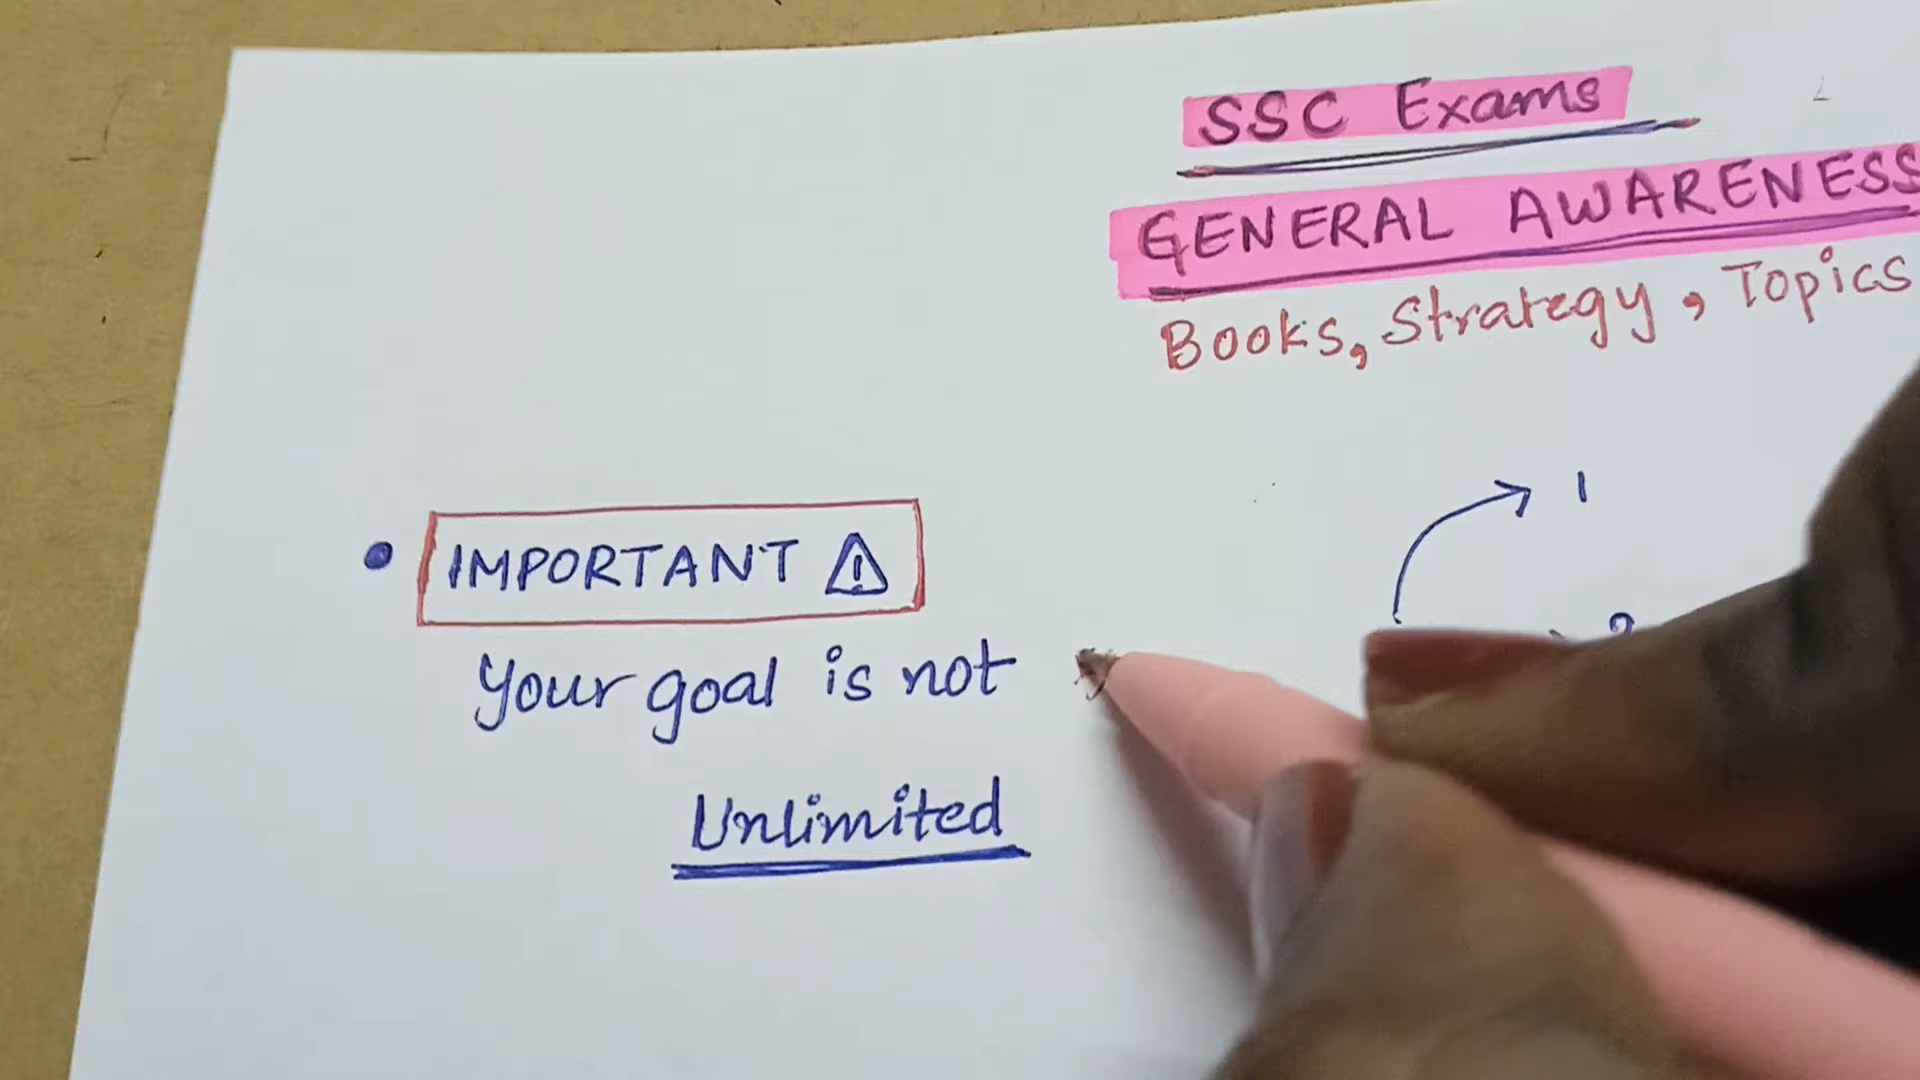 SSC Exams
GENERAL AWARENESS
Books, Strategy, Topics
• IMPORTANT ⚠
Your goal is not
Unlimited
1